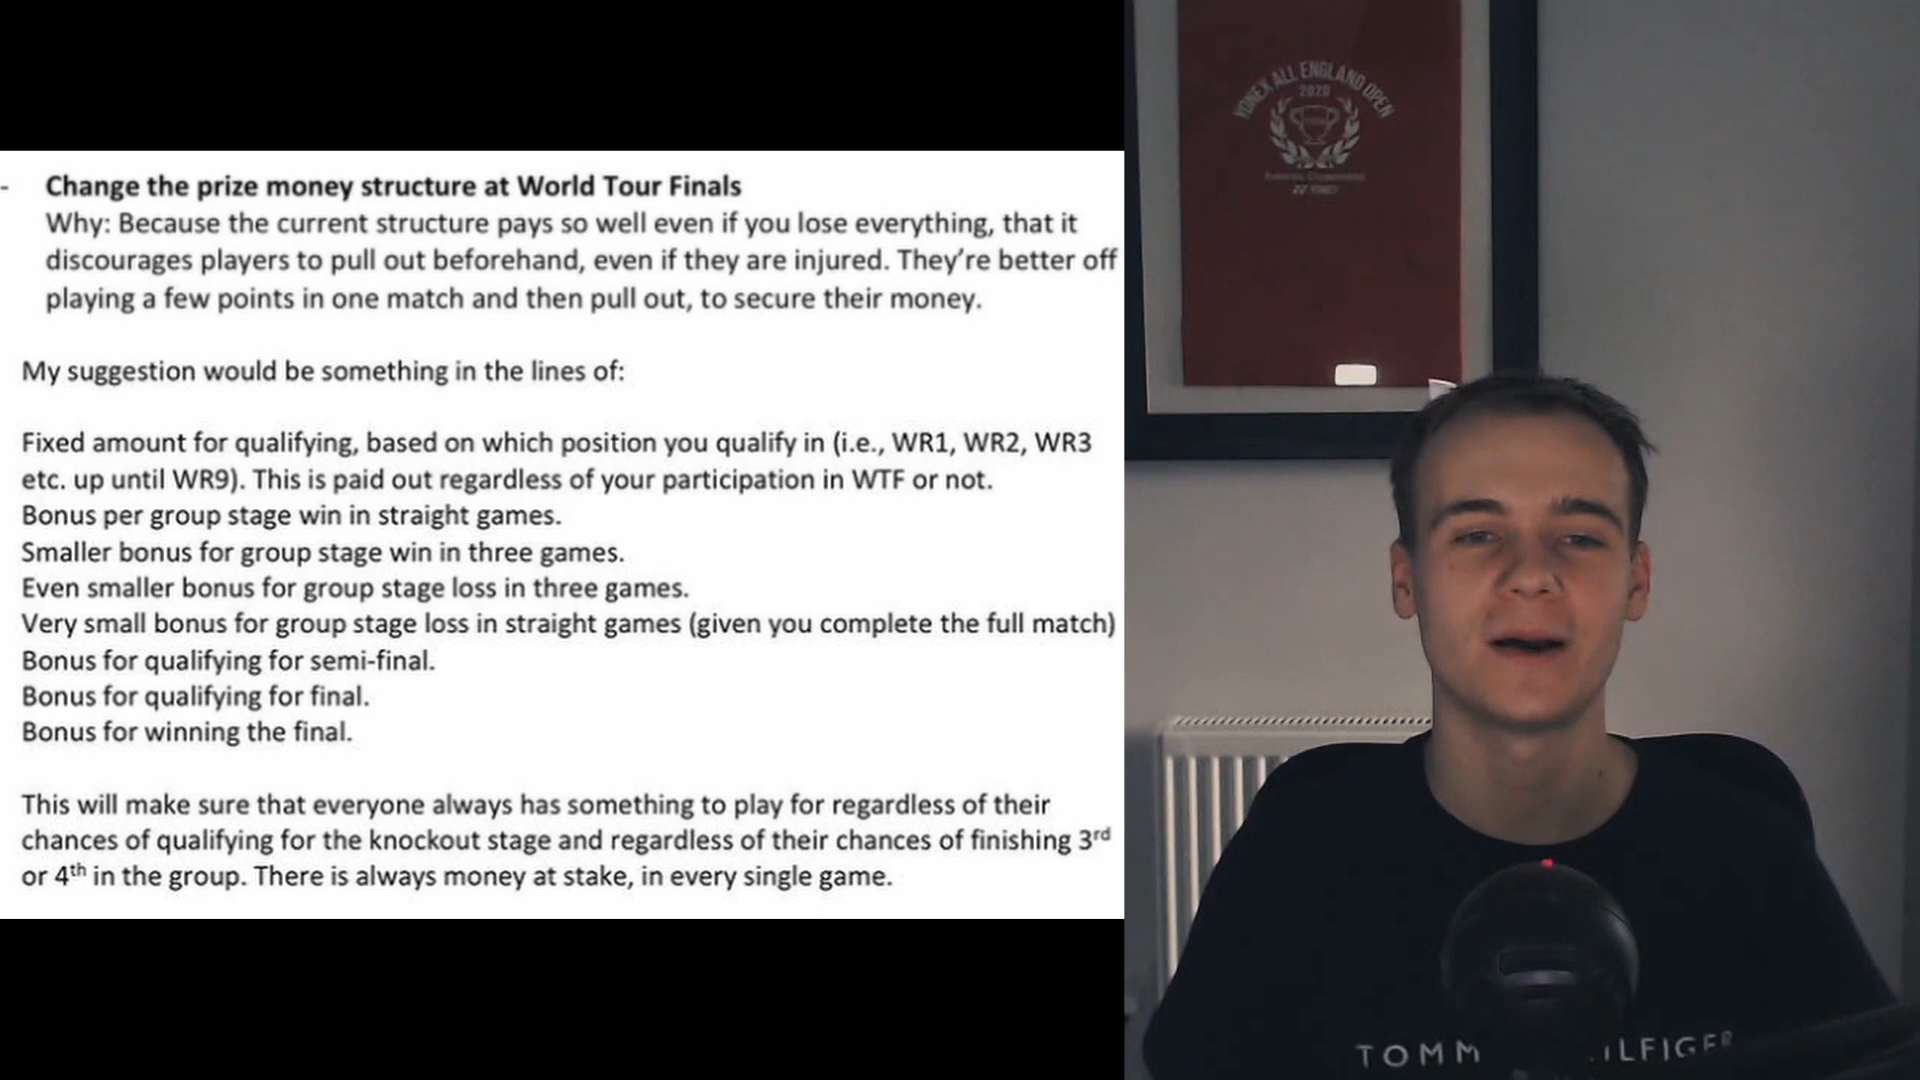 - Change the prize money structure at World Tour Finals
Why: Because the current structure pays so well even if you lose everything, that it
discourages players to pull out beforehand, even if they are injured. They’re better off
playing a few points in one match and then pull out, to secure their money.
My suggestion would be something in the lines of:
Fixed amount for qualifying, based on which position you qualify in (i.e., WR1, WR2, WR3
etc. up until WR9). This is paid out regardless of your participation in WTF or not.
Bonus per group stage win in straight games.
Smaller bonus for group stage win in three games.
Even smaller bonus for group stage loss in three games.
Very small bonus for group stage loss in straight games (given you complete the full match)
Bonus for qualifying for semi-final.
Bonus for qualifying for final.
Bonus for winning the final.
This will make sure that everyone always has something to play for regardless of their
chances of qualifying for the knockout stage and regardless of their chances of finishing 3rd
or 4th in the group. There is always money at stake, in every single game.
YONEX ALL ENGLAND OPEN
2020
YONEX
TOMM ILFIGER